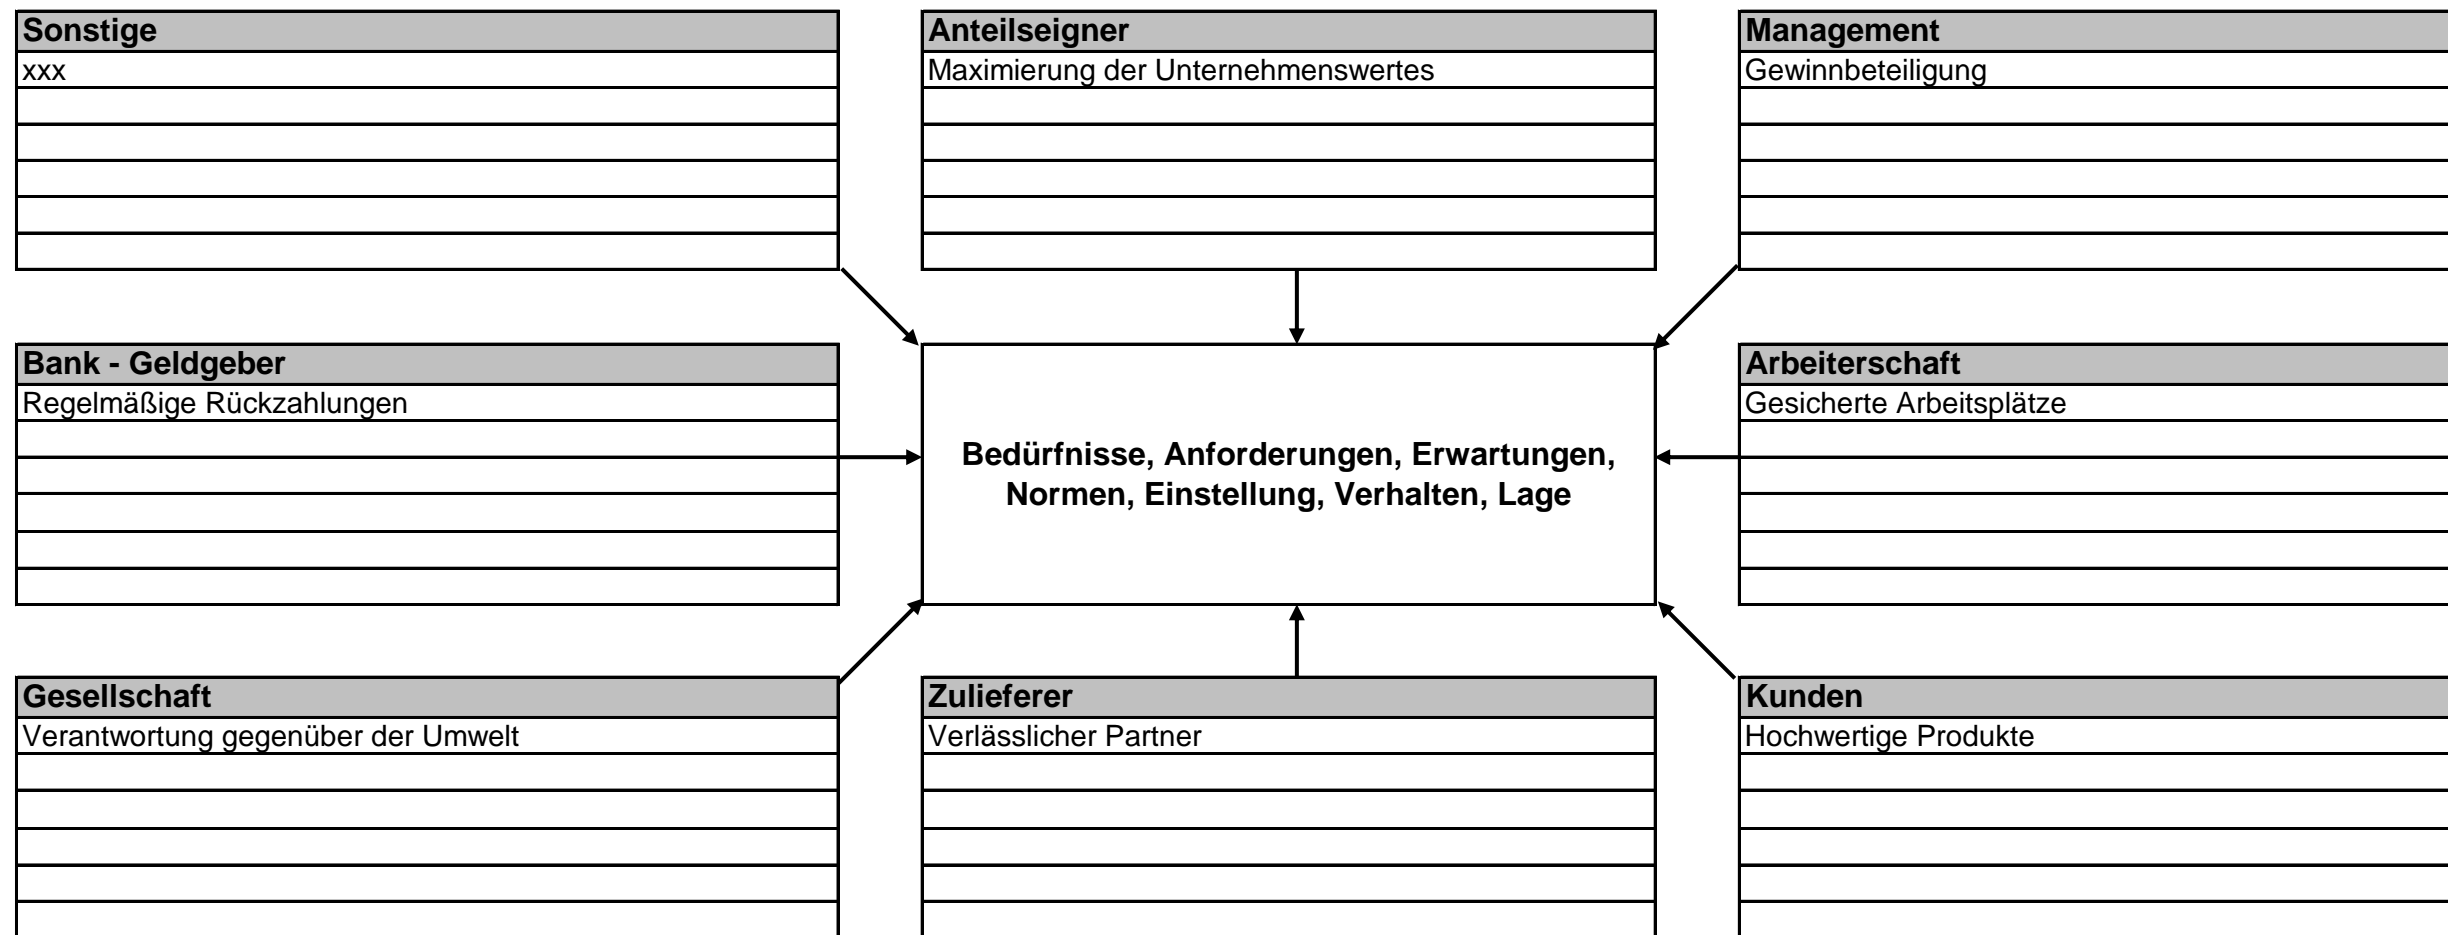 Sonstige
xxx
Anteilseigner
Maximierung der Unternehmenswertes
Management
Gewinnbeteiligung
Bank - Geldgeber
Regelmäßige Rückzahlungen
Bedürfnisse, Anforderungen, Erwartungen,
Normen, Einstellung, Verhalten, Lage
Arbeiterschaft
Gesicherte Arbeitsplätze
Gesellschaft
Verantwortung gegenüber der Umwelt
Zulieferer
Verlässlicher Partner
Kunden
Hochwertige Produkte